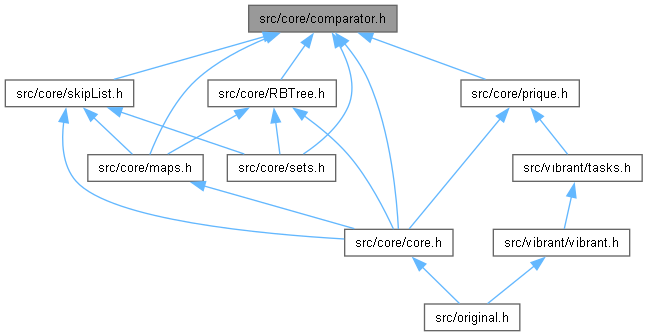 src/core/comparator.h
src/core/skipList.h
src/core/RBTree.h
src/core/prique.h
src/core/maps.h
src/core/sets.h
src/vibrant/tasks.h
src/core/core.h
src/vibrant/vibrant.h
src/original.h